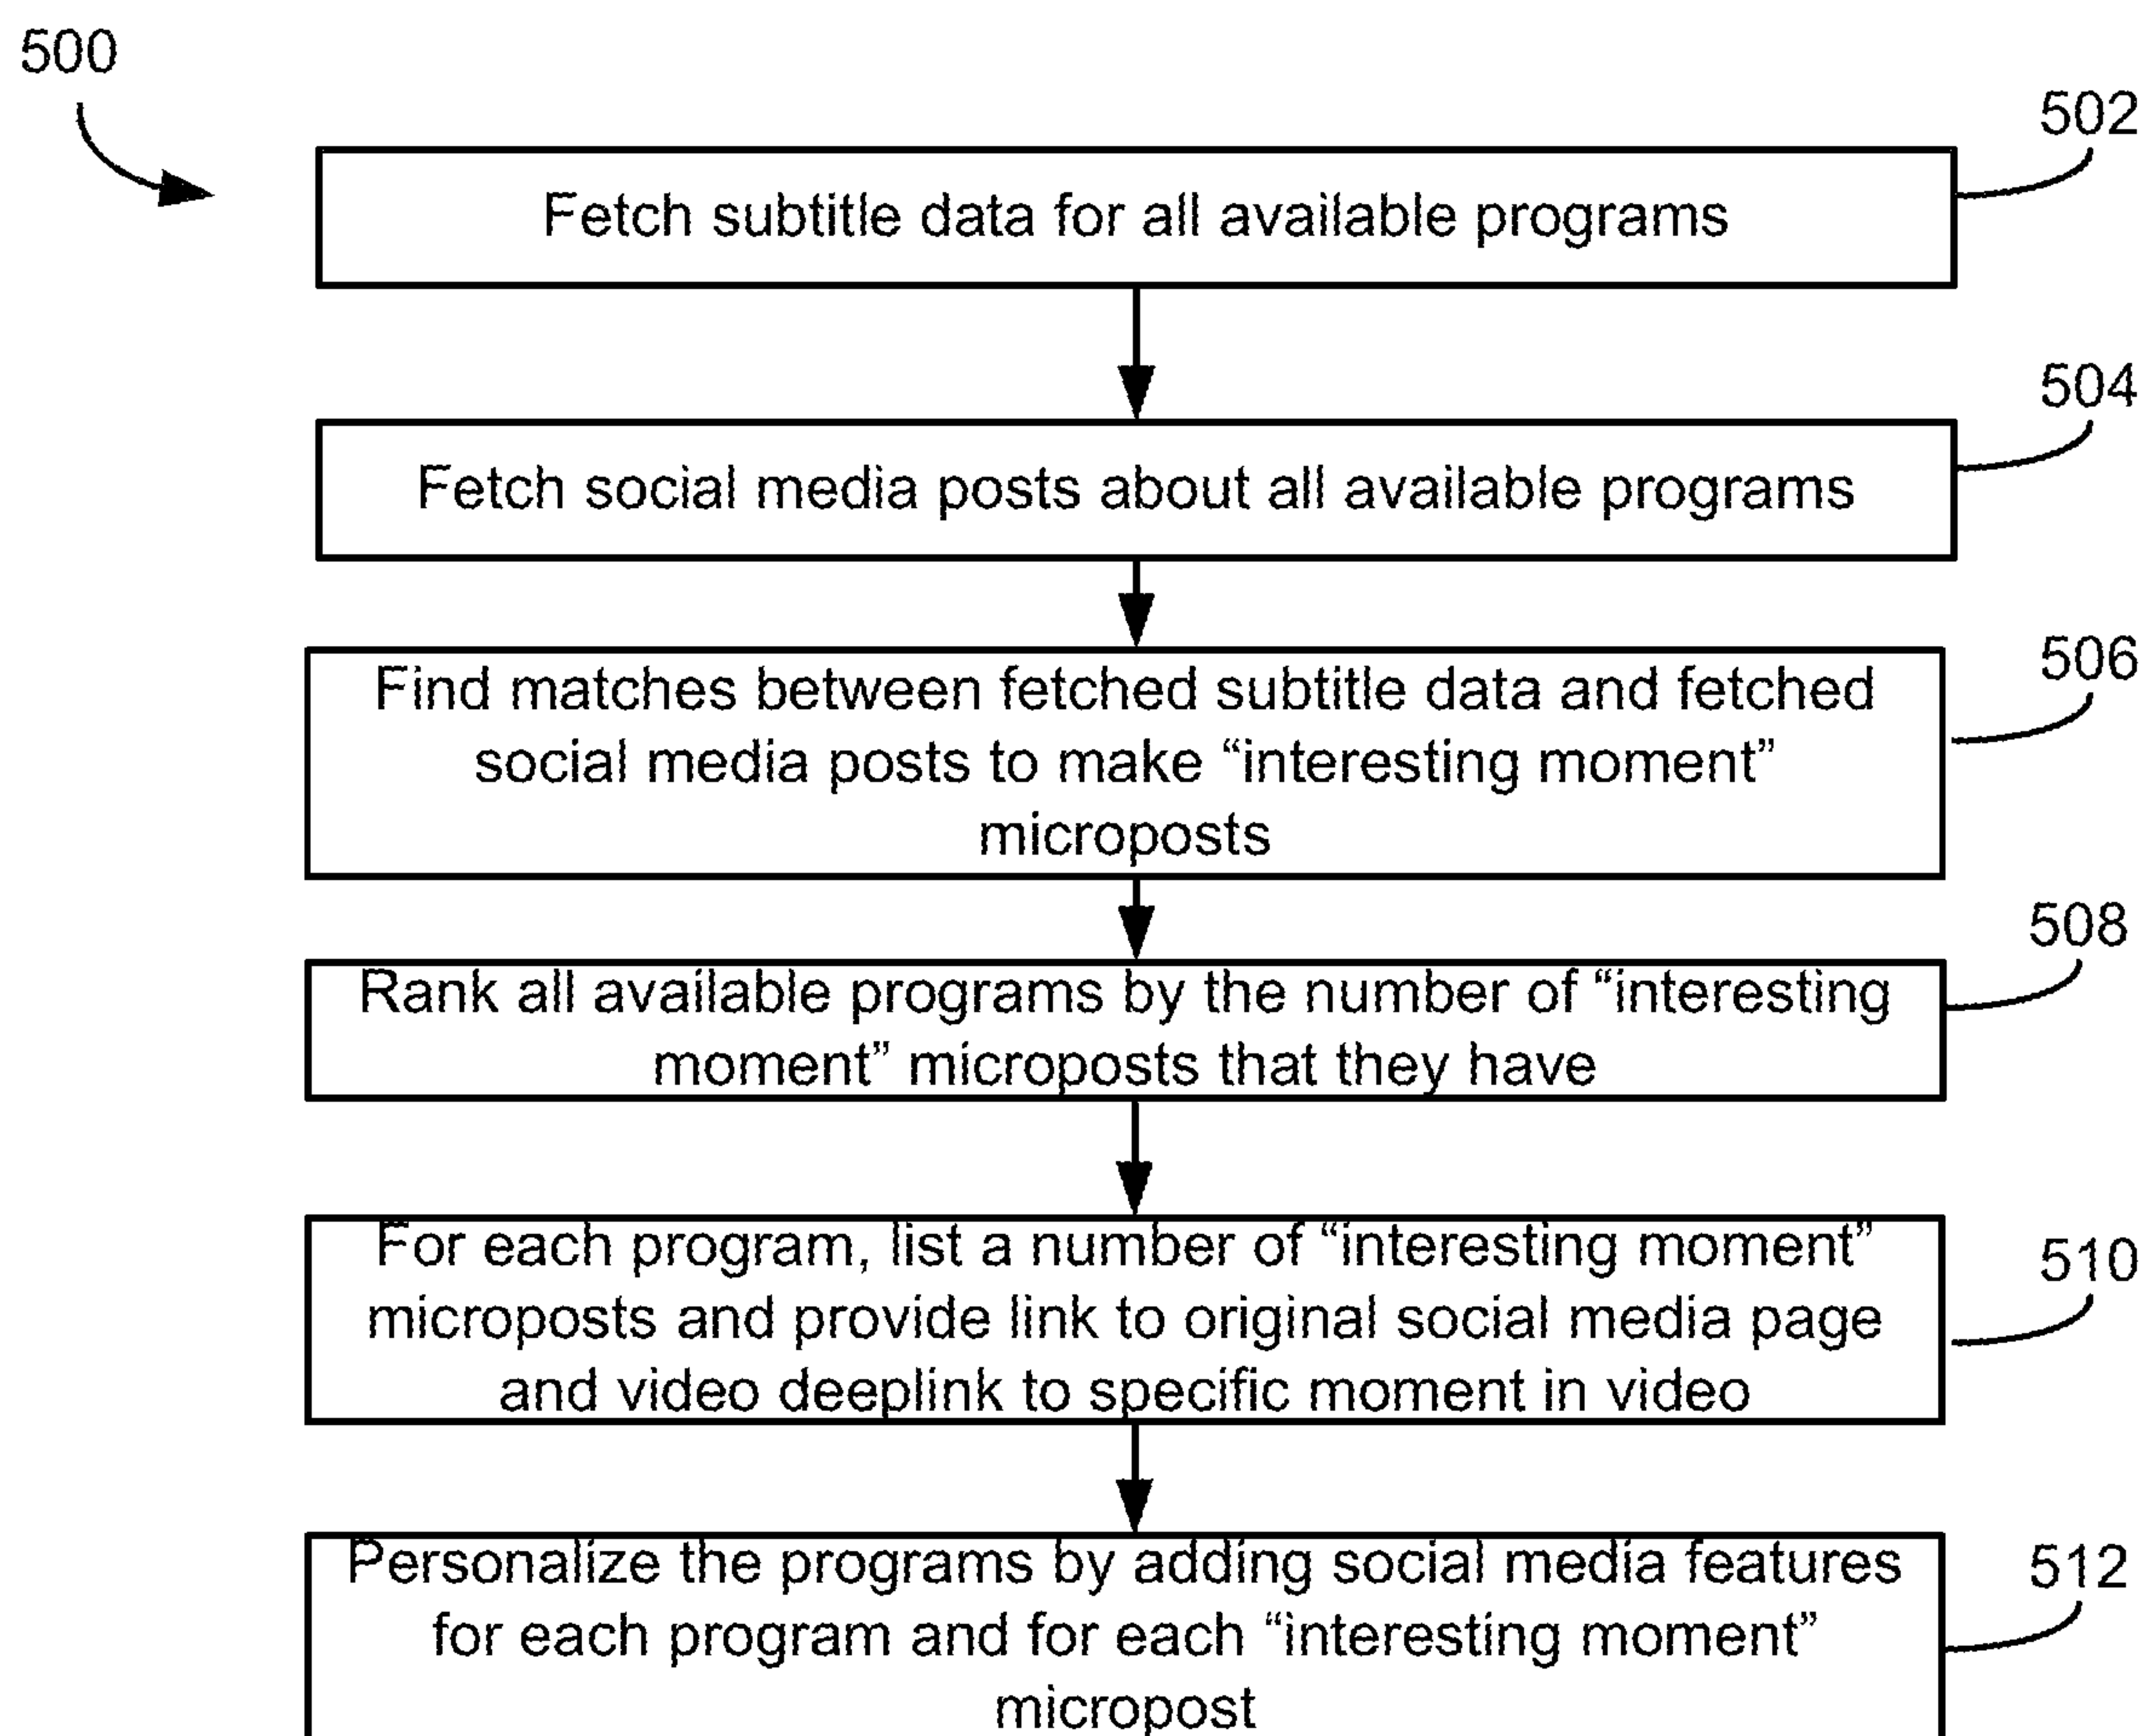 500
502
Fetch subtitle data for all available programs
504
Fetch social media posts about all available programs
506
Find matches between fetched subtitle data and fetched
social media posts to make “interesting moment”
microposts
508
Rank all available programs by the number of “interesting
moment” microposts that they have
510
For each program, list a number of “interesting moment”
microposts and provide link to original social media page
and video deeplink to specific moment in video
512
Personalize the programs by adding social media features
for each program and for each “interesting moment”
micropost